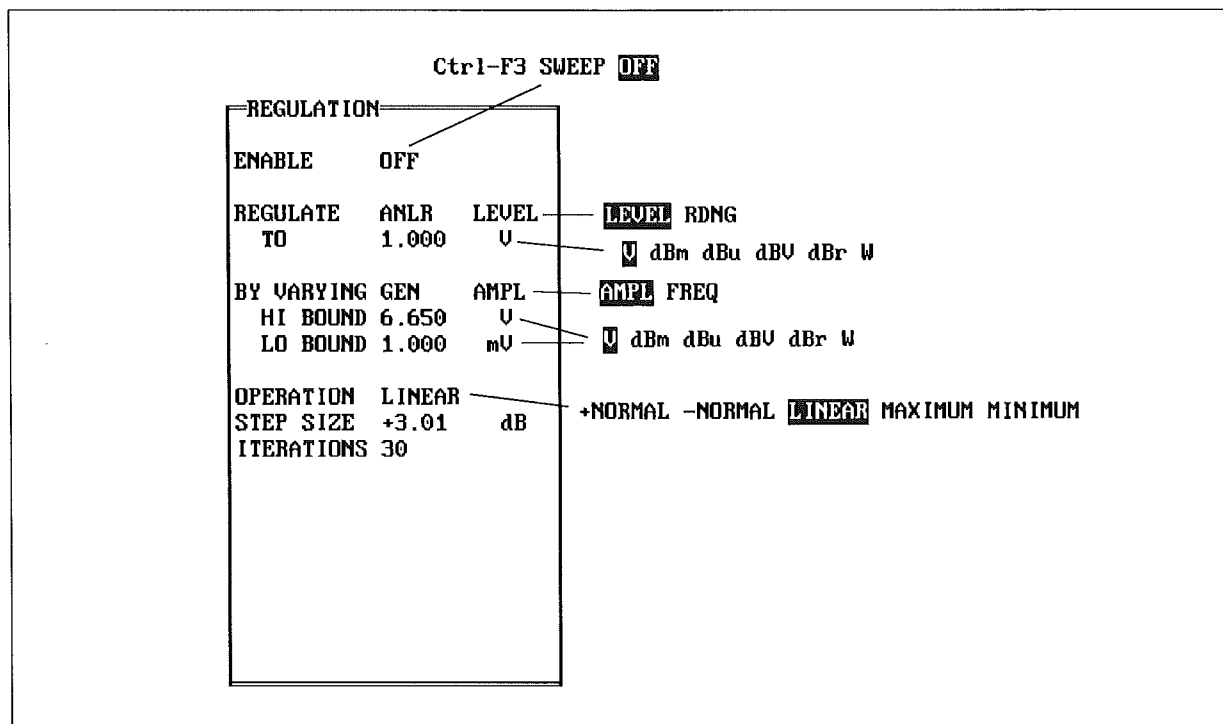 Ctrl-F3 SWEEP OFF
REGULATION
ENABLE OFF
REGULATE ANLR LEVEL LEVEL RDNG
TO 1.000 V V dBm dBu dBV dBr W
BY VARYING GEN AMPL AMPL FREQ
HI BOUND 6.650 V
LO BOUND 1.000 mV V dBm dBu dBV dBr W
OPERATION LINEAR +NORMAL -NORMAL LINEAR MAXIMUM MINIMUM
STEP SIZE +3.01 dB
ITERATIONS 30